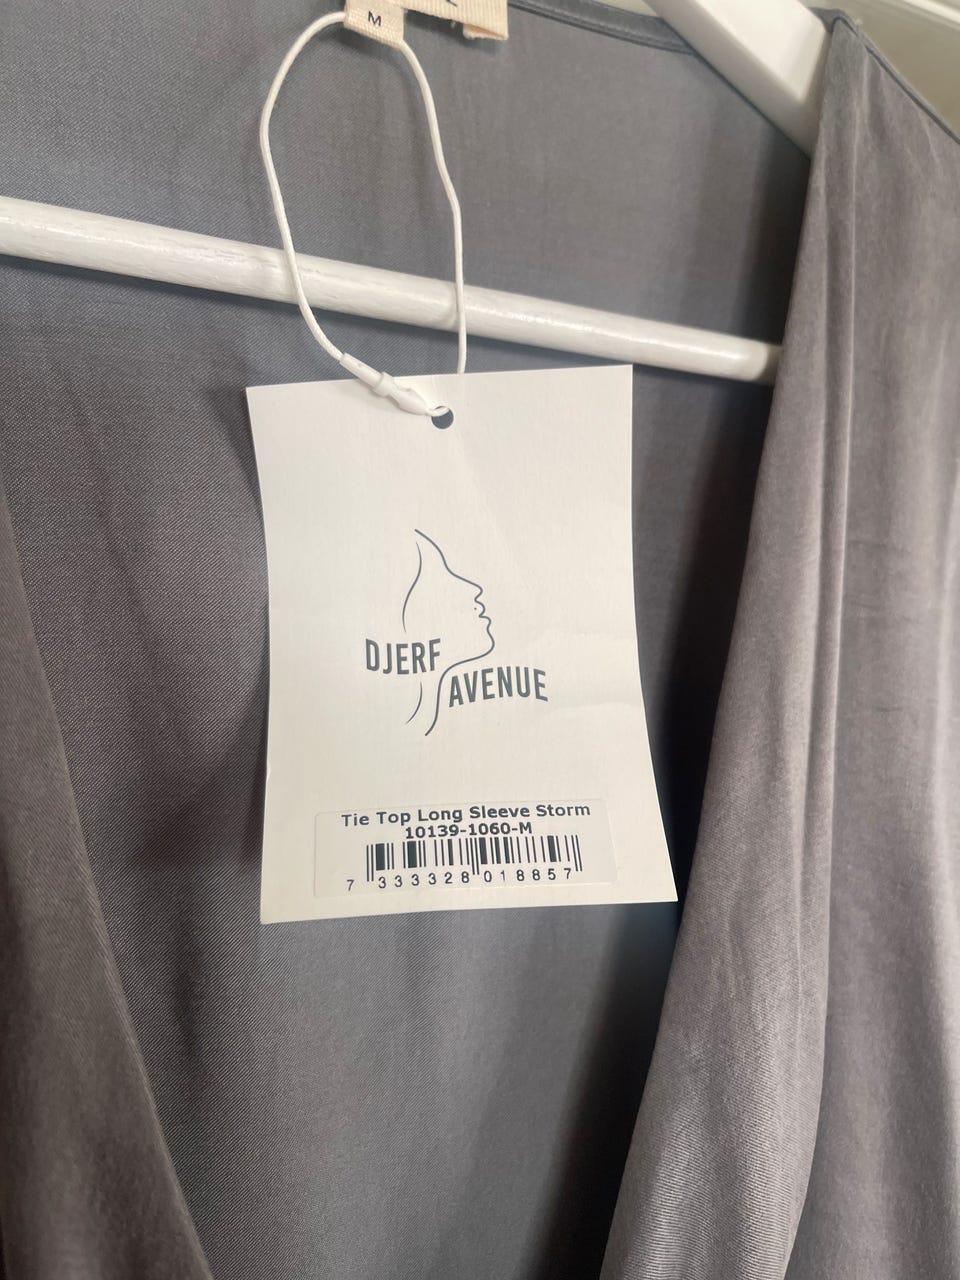 M
DJERF
AVENUE
Tie Top Long Sleeve Storm
10139-1060-M
7 333328 018857